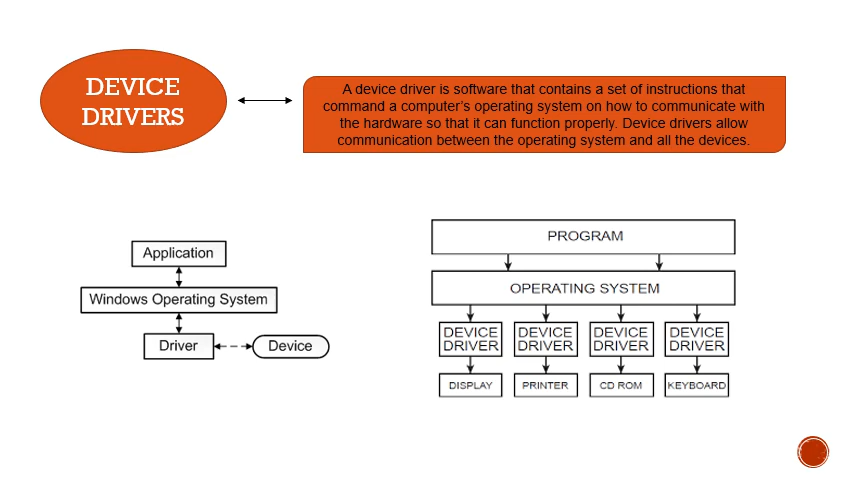 DEVICE
DRIVERS
A device driver is software that contains a set of instructions that
command a computer's operating system on how to communicate with
the hardware so that it can function properly. Device drivers allow
communication between the operating system and all the devices.
Application
Windows Operating System
Driver
Device
PROGRAM
OPERATING SYSTEM
DEVICE
DRIVER
DEVICE
DRIVER
DEVICE
DRIVER
DEVICE
DRIVER
DISPLAY
PRINTER
CD ROM
KEYBOARD